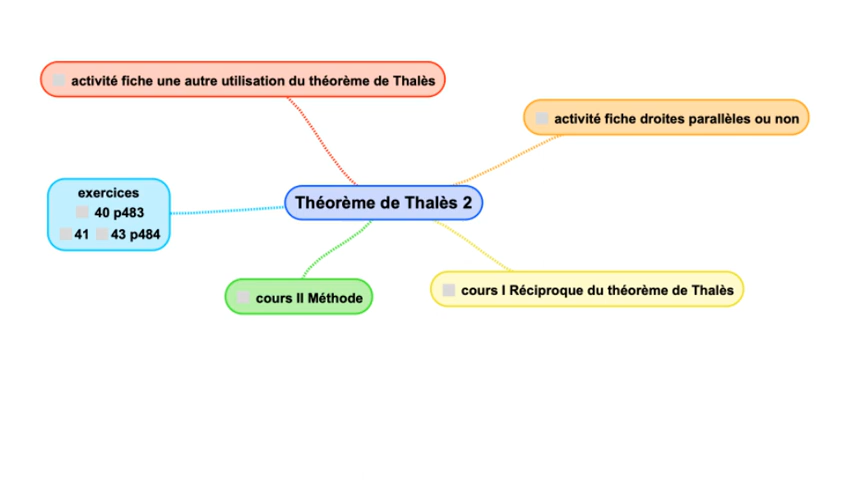 activité fiche une autre utilisation du théorème de Thalès
activité fiche droites parallèles ou non
exercices
40 p483
41 43 p484
Théorème de Thalès 2
cours II Méthode
cours I Réciproque du théorème de Thalès